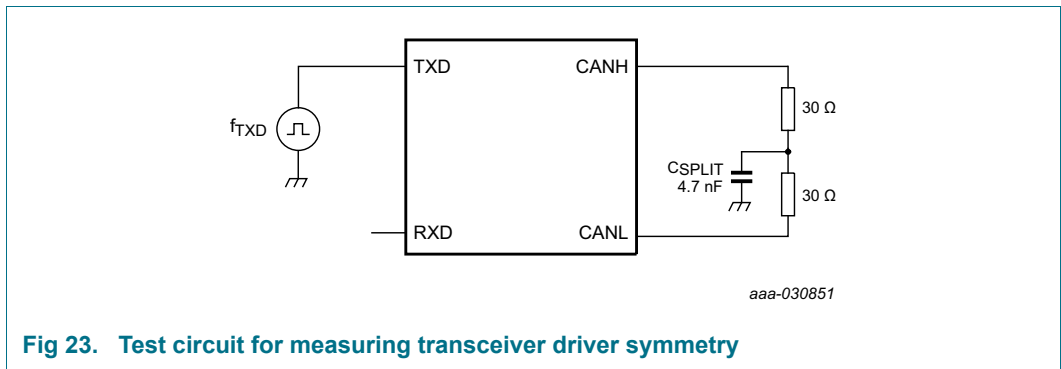 TXD
CANH
30 Ω
fTXD
CSPLIT
4.7 nF
30 Ω
RXD
CANL
aaa-030851
Fig 23. Test circuit for measuring transceiver driver symmetry